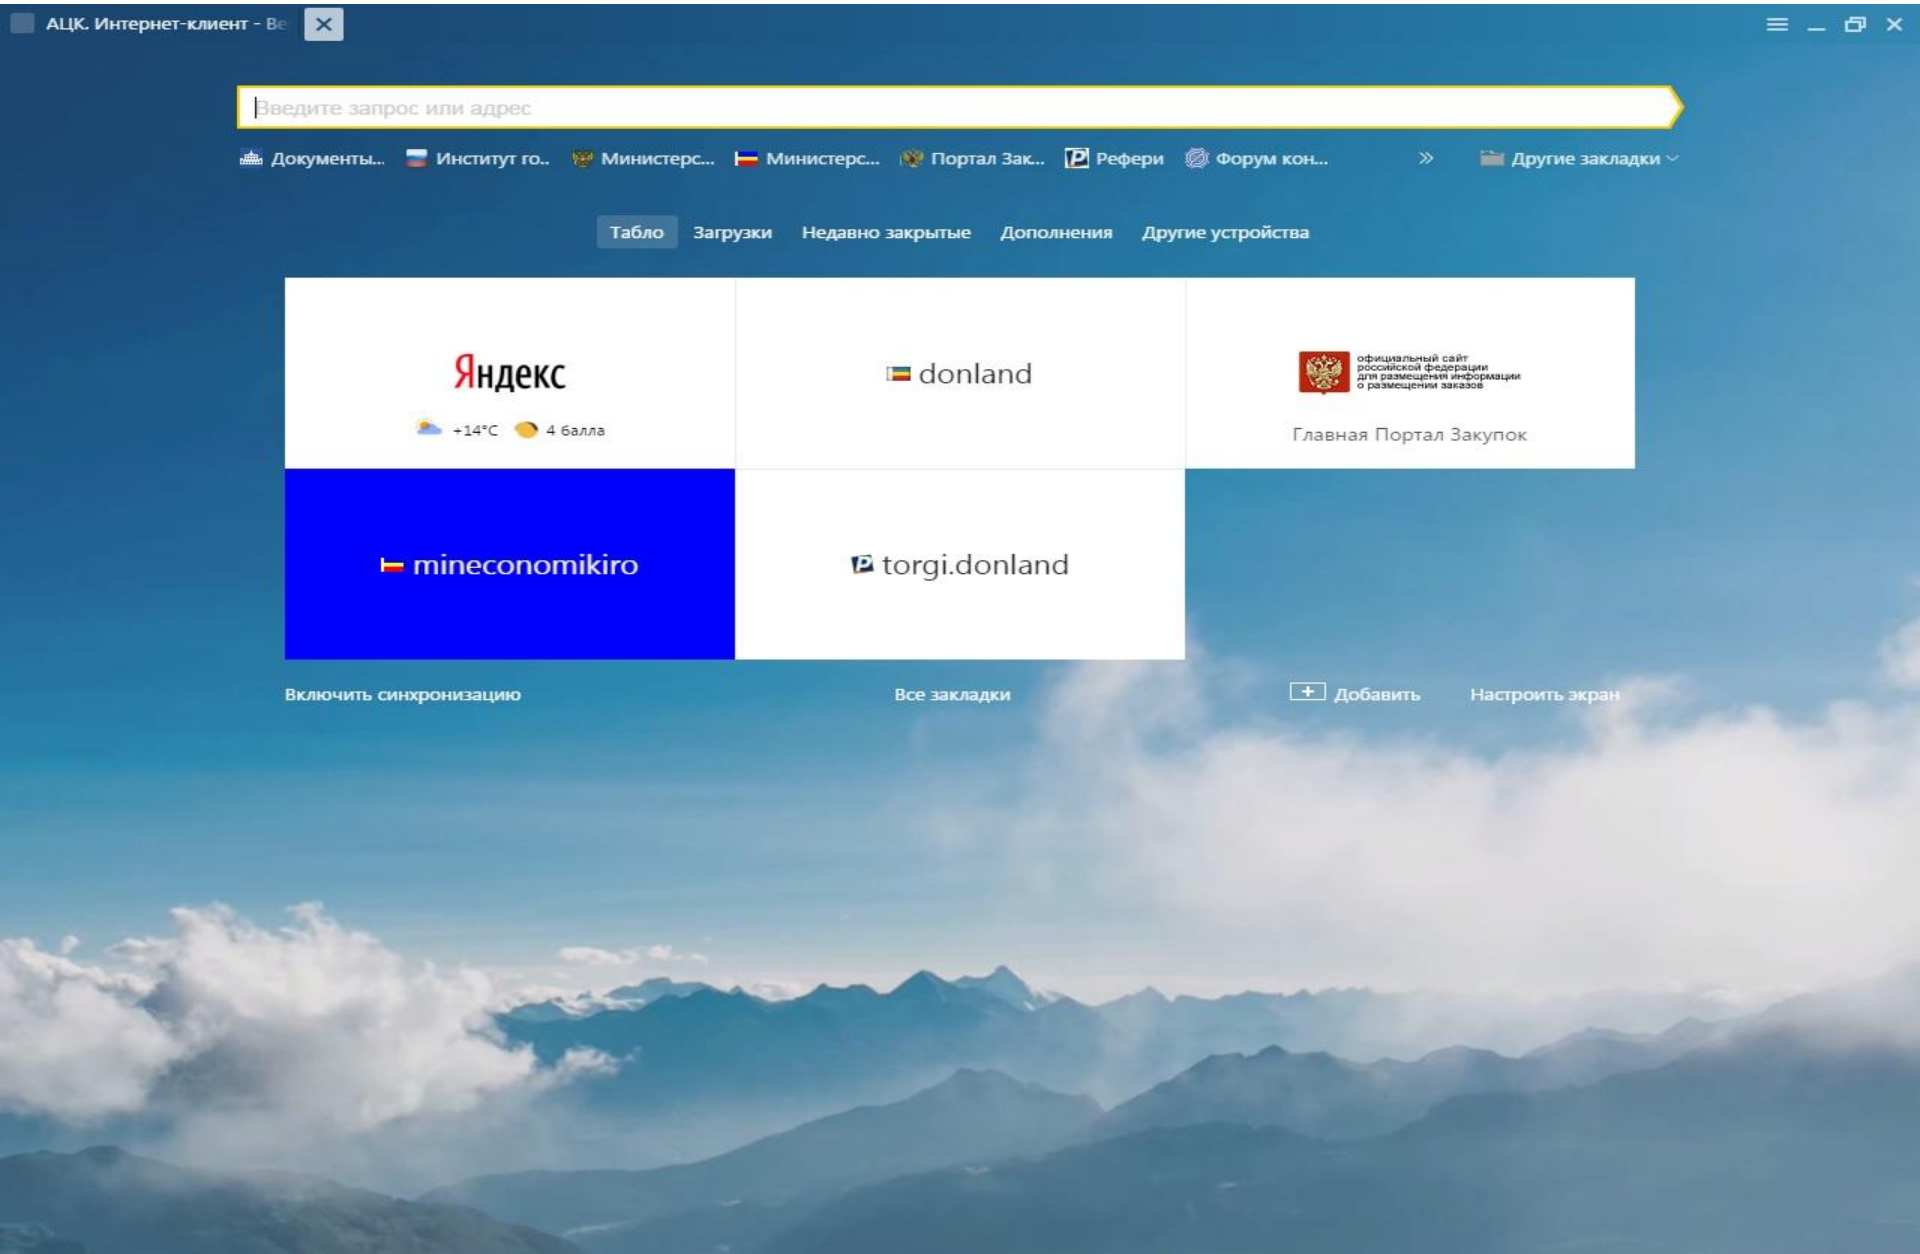 АЦК. Интернет-клиент - Ве
Введите запрос или адрес
Документы... Институт го.. Министерс... Министерс... Портал Зак... Рефери Форум кон... » Другие закладки
Табло Загрузки Недавно закрытые Дополнения Другие устройства
Яндекс
+14°C 4 балла
donland
официальный сайт
российской федерации
для размещения информации
о размещении заказов
Главная Портал Закупок
mineconomikiro
torgi.donland
Включить синхронизацию Все закладки Добавить Настроить экран